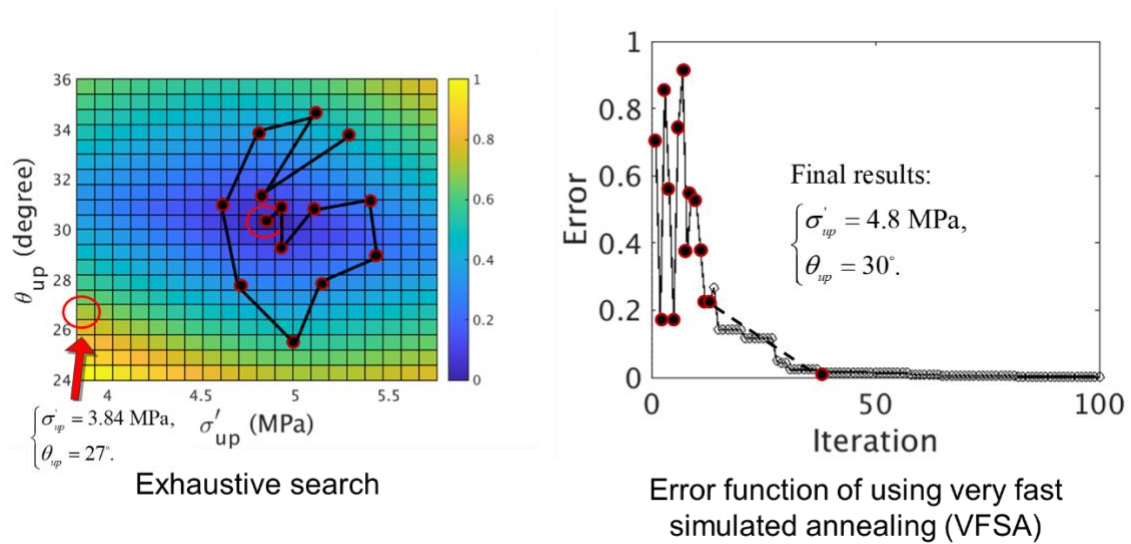 36
34
32
30
28
26
24
θup (degree)
4
4.5
5
5.5
σ′up (MPa)
1
0.8
0.6
0.4
0.2
0
σ'up = 3.84 MPa,
θup = 27°.
Exhaustive search
1
0.8
0.6
0.4
0.2
0
Error
Final results:
σ'up = 4.8 MPa,
θup = 30°.
0
50
100
Iteration
Error function of using very fast
simulated annealing (VFSA)